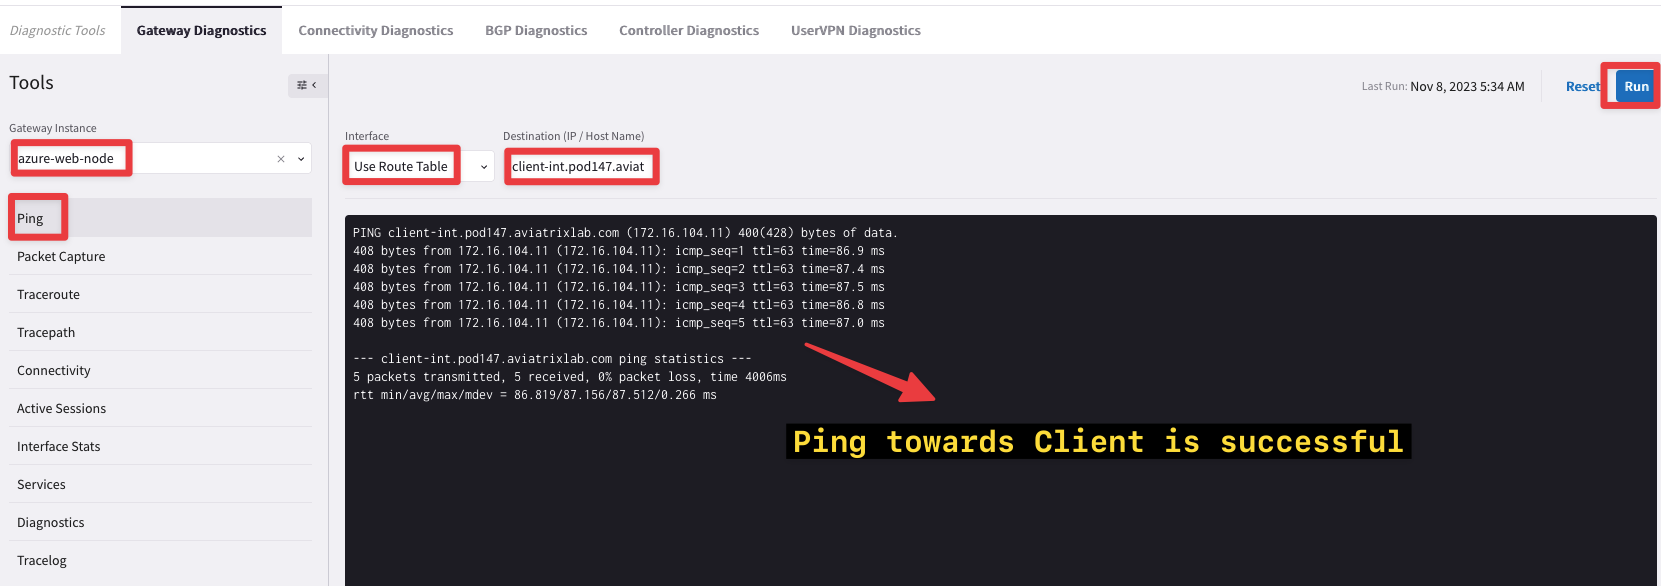 Diagnostic Tools
Gateway Diagnostics
Connectivity Diagnostics
BGP Diagnostics
Controller Diagnostics
UserVPN Diagnostics
Tools
Last Run: Nov 8, 2023 5:34 AM
Reset
Run
Gateway Instance
azure-web-node
Interface
Use Route Table
Destination (IP / Host Name)
client-int.pod147.aviat
Ping
Packet Capture
Traceroute
Tracepath
Connectivity
Active Sessions
Interface Stats
Services
Diagnostics
Tracelog
PING client-int.pod147.aviatrixlab.com (172.16.104.11) 400(428) bytes of data.
408 bytes from 172.16.104.11 (172.16.104.11): icmp_seq=1 ttl=63 time=86.9 ms
408 bytes from 172.16.104.11 (172.16.104.11): icmp_seq=2 ttl=63 time=87.4 ms
408 bytes from 172.16.104.11 (172.16.104.11): icmp_seq=3 ttl=63 time=87.5 ms
408 bytes from 172.16.104.11 (172.16.104.11): icmp_seq=4 ttl=63 time=86.8 ms
408 bytes from 172.16.104.11 (172.16.104.11): icmp_seq=5 ttl=63 time=87.0 ms
--- client-int.pod147.aviatrixlab.com ping statistics ---
5 packets transmitted, 5 received, 0% packet loss, time 4006ms
rtt min/avg/max/mdev = 86.819/87.156/87.512/0.266 ms
Ping towards Client is successful